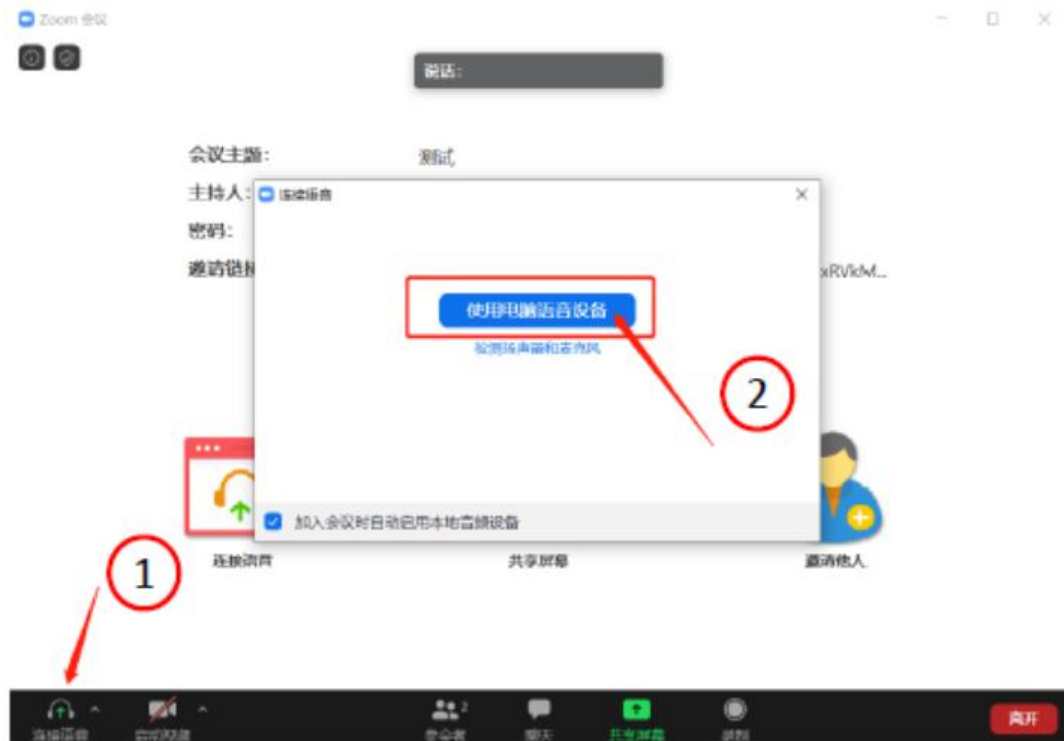 Zoom 会议
说话:
会议主题:
测试
主持人:
连接语音
密码:
邀请链接
xRVkM...
使用电脑语音设备
检测扬声器和麦克风
2
加入会议时自动启用本地音频设备
连接语音
共享屏幕
邀请他人
1
连接语音
启动视频
参会者
2
聊天
共享屏幕
录制
离开